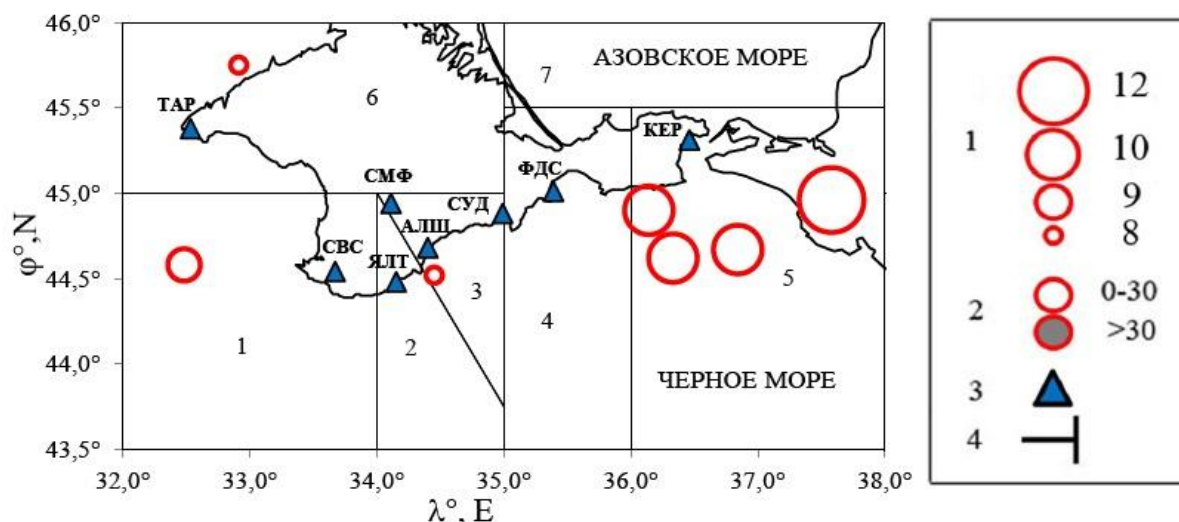 46,0°
45,5°
45,0°
44,5°
44,0°
43,5°
φ°,N
32,0°
33,0°
34,0°
35,0°
36,0°
37,0°
38,0°
λ°, E
АЗОВСКОЕ МОРЕ
7
6
ТАР
КЕР
ФДС
СМФ
СУД
АЛШ
СВС
ЯЛТ
3
5
4
1
2
ЧЕРНОЕ МОРЕ
1
12
10
9
8
2
0-30
>30
3
4